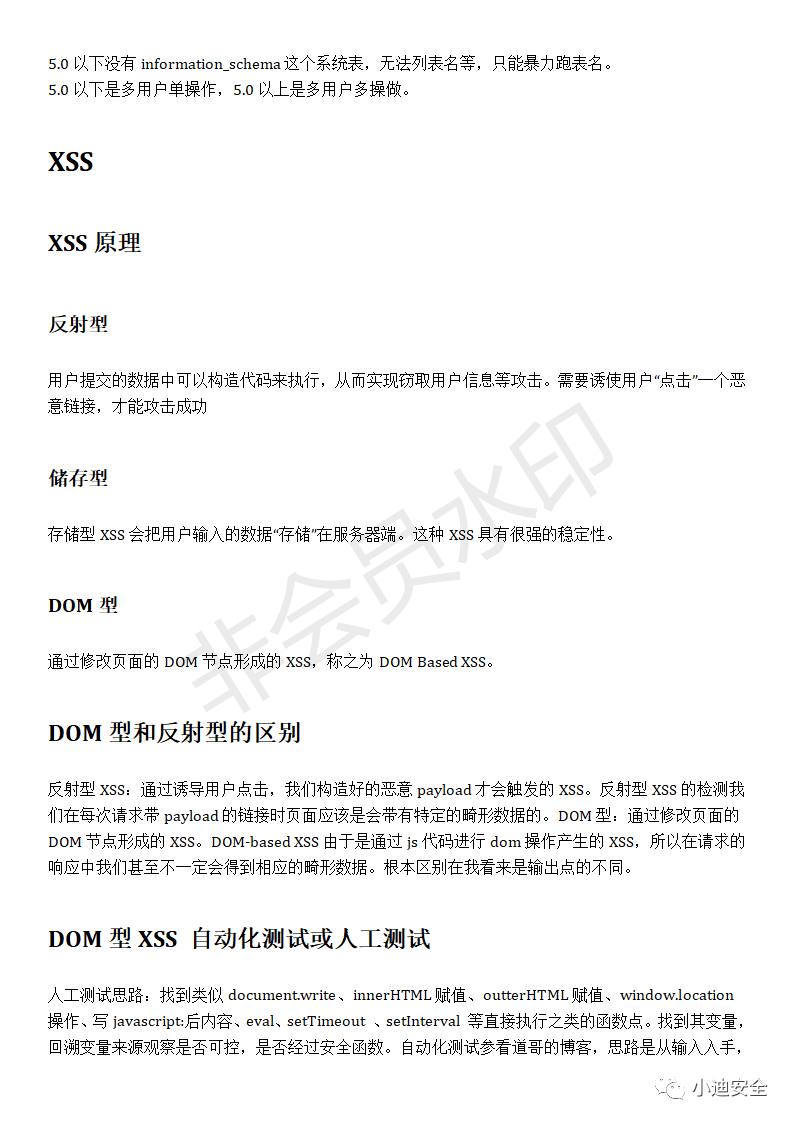 5.0 以下没有 information_schema 这个系统表，无法列表名等，只能暴力跑表名。
5.0 以下是多用户单操作，5.0 以上是多用户多操做。
XSS
XSS 原理
反射型
用户提交的数据中可以构造代码来执行，从而实现窃取用户信息等攻击。需要诱使用户“点击”一个恶
意链接，才能攻击成功
储存型
存储型 XSS 会把用户输入的数据“存储”在服务器端。这种 XSS 具有很强的稳定性。
DOM 型
通过修改页面的 DOM 节点形成的 XSS，称之为 DOM Based XSS。
DOM 型和反射型的区别
反射型 XSS：通过诱导用户点击，我们构造好的恶意 payload 才会触发的 XSS。反射型 XSS 的检测我
们在每次请求带 payload 的链接时页面应该是会带有特定的畸形数据的。DOM 型：通过修改页面的
DOM 节点形成的 XSS。DOM-based XSS 由于是通过 js 代码进行 dom 操作产生的 XSS，所以在请求的
响应中我们甚至不一定会得到相应的畸形数据。根本区别在我看来是输出点的不同。
DOM 型 XSS 自动化测试或人工测试
人工测试思路：找到类似 document.write、innerHTML 赋值、outterHTML 赋值、window.location
操作、写 javascript:后内容、eval、setTimeout 、setInterval 等直接执行之类的函数点。找到其变量，
回溯变量来源观察是否可控，是否经过安全函数。自动化测试参看道哥的博客，思路是从输入入手，
非会员水印
小迪安全